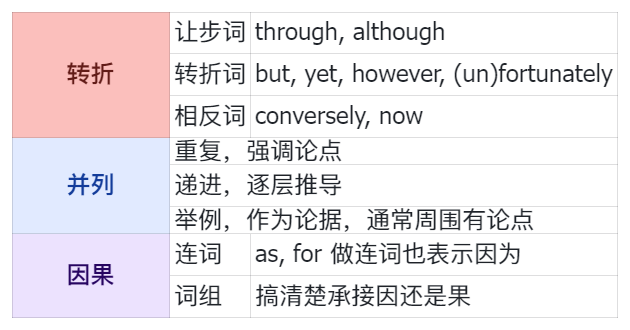 转折
让步词 through, although
转折词 but, yet, however, (un)fortunately
相反词 conversely, now
并列
重复，强调论点
递进，逐层推导
举例，作为论据，通常周围有论点
因果
连词 as, for 做连词也表示因为
词组 搞清楚承接因还是果